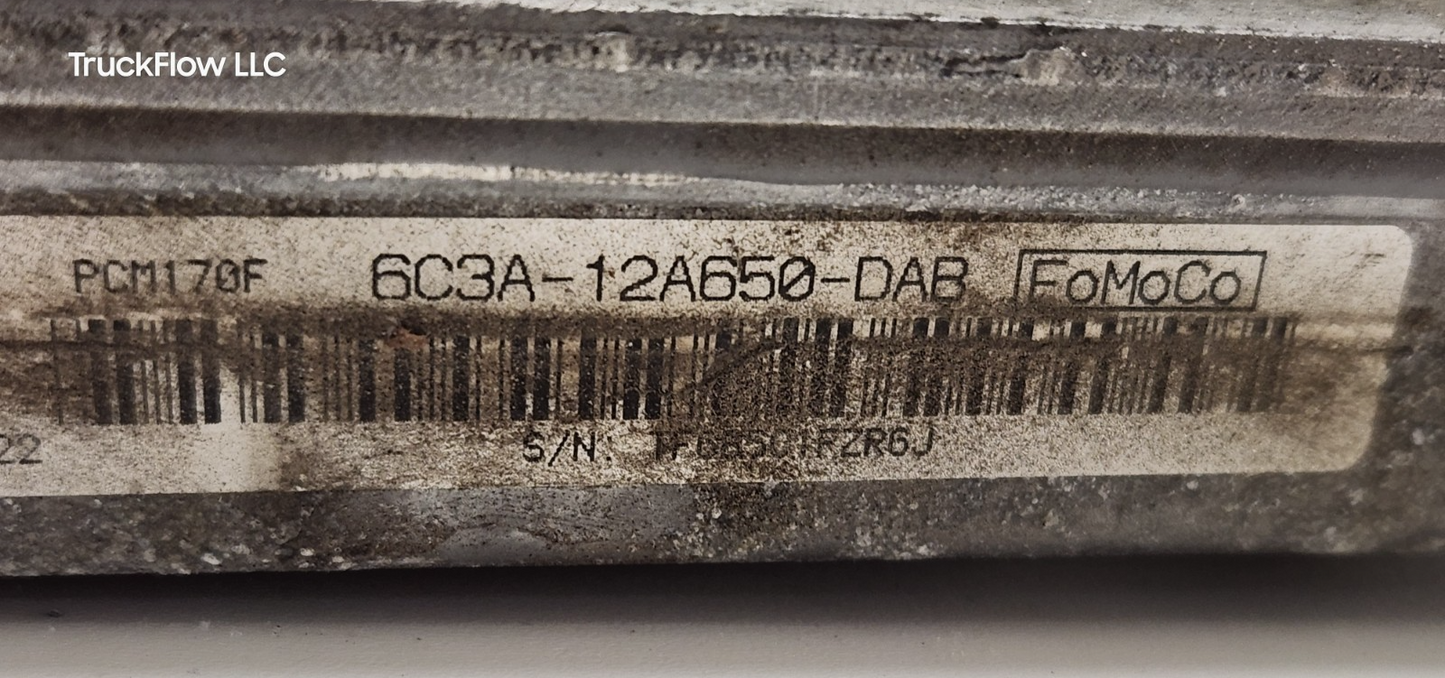 TruckFlow LLC
PCM170F 6C3A-12A650-DAB FoMoCo
22 S/N: